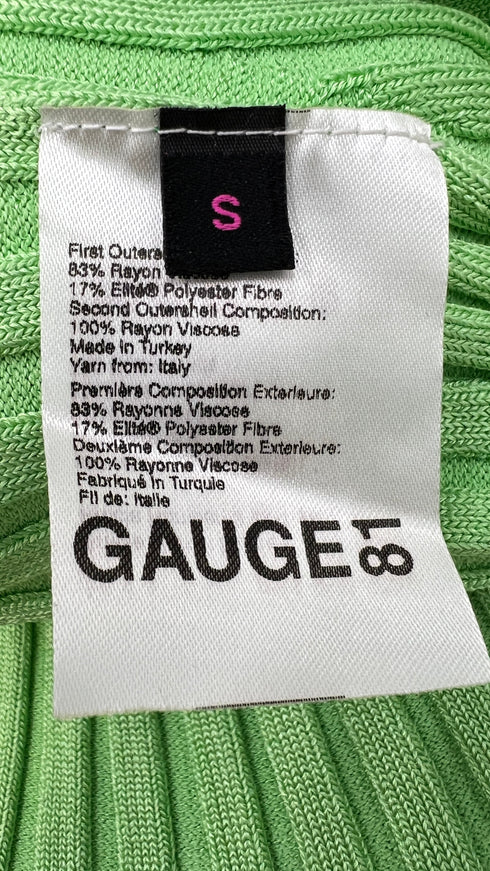 S
First Outers
83% Rayon
17% Elite® Polyester Fibre
Second Outershell Composition:
100% Rayon Viscose
Made in Turkey
Yarn from: Italy
Première Composition Exterieure:
83% Rayonne Viscose
17% Elite® Polyester Fibre
Deuxième Composition Exterieure:
100% Rayonne Viscose
Fabriqué in Turquie
Fil de: Italie
GAUGE81